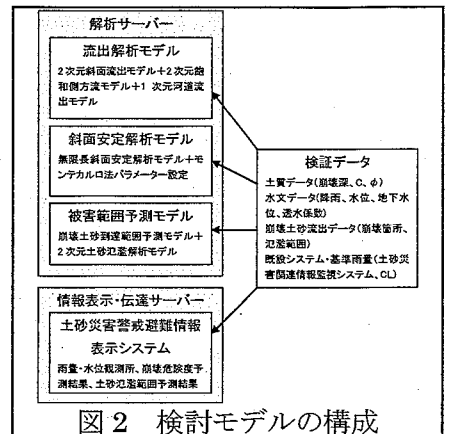 解析サーバー
流出解析モデル
2次元斜面流出モデル+2次元飽
和側方流モデル+1 次元河道流
出モデル
斜面安定解析モデル
無限長斜面安定解析モデル+モ
ンテカルロ法パラメーター設定
被害範囲予測モデル
崩壊土砂到達範囲予測モデル+
2次元土砂氾濫解析モデル
検証データ
土質データ(崩壊深、C、φ)
水文データ(降雨、水位、地下水
位、透水係数)
崩壊土砂流出データ(崩壊箇所、
氾濫範囲)
既設システム・基準雨量(土砂災
害関連情報監視システム、CL)
情報表示・伝達サーバー
土砂災害警戒避難情報
表示システム
雨量・水位観測所、崩壊危険度予
測結果、土砂氾濫範囲予測結果
図2 検討モデルの構成